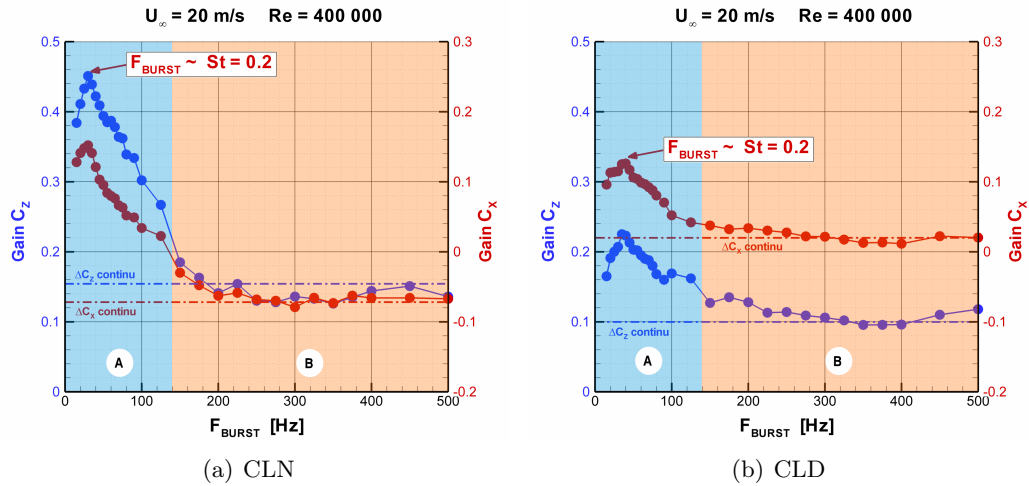 U∞ = 20 m/s Re = 400 000
0.5
0.4
0.3
0.2
0.1
0
Gain Cz
0.3
0.2
0.1
0
-0.1
-0.2
Gain Cx
FBURST ~ St = 0.2
ΔCz continu
ΔCx continu
A
B
0 100 200 300 400 500
FBURST [Hz]
(a) CLN
U∞ = 20 m/s Re = 400 000
0.5
0.4
0.3
0.2
0.1
0
Gain Cz
0.3
0.2
0.1
0
-0.1
-0.2
Gain Cx
FBURST ~ St = 0.2
ΔCx continu
ΔCz continu
A
B
0 100 200 300 400 500
FBURST [Hz]
(b) CLD